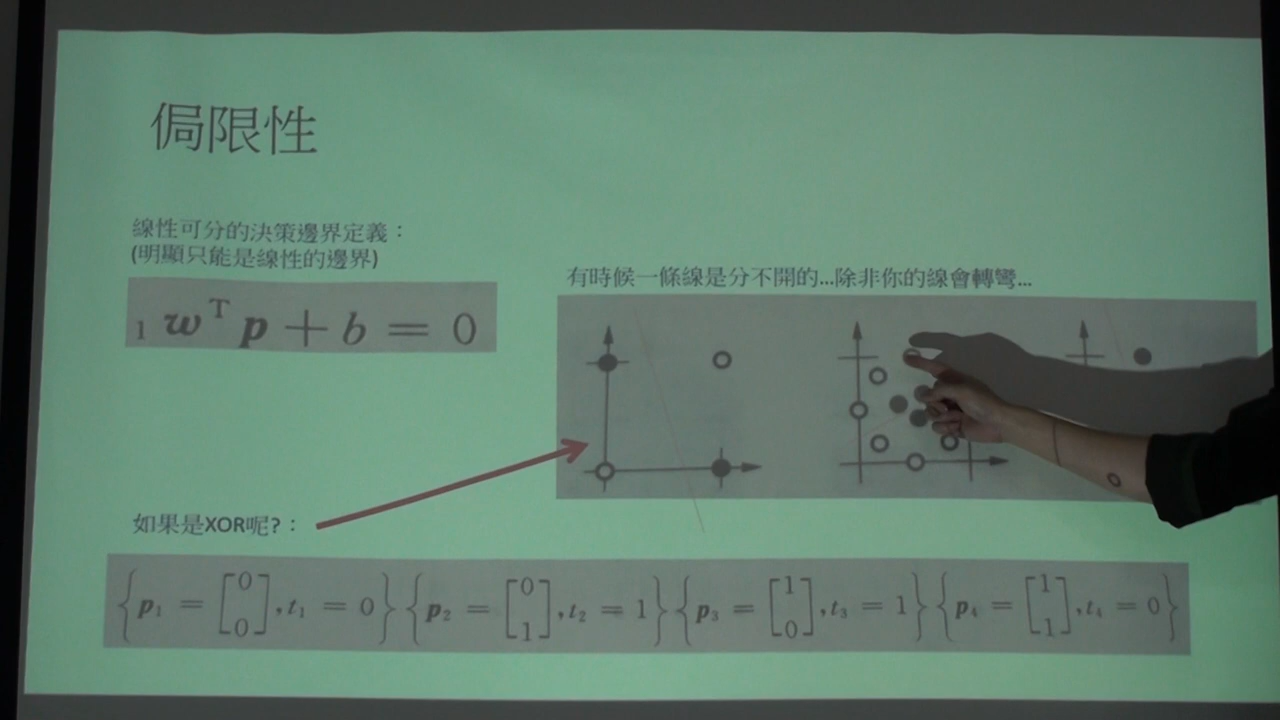 侷限性
線性可分的決策邊界定義：
(明顯只能是線性的邊界)
₁wᵀp + b = 0
有時候一條線是分不開的...除非你的線會轉彎...
如果是XOR呢?：
{p₁ = [0 0], t₁ = 0} {p₂ = [0 1], t₂ = 1} {p₃ = [1 0], t₃ = 1} {p₄ = [1 1], t₄ = 0}